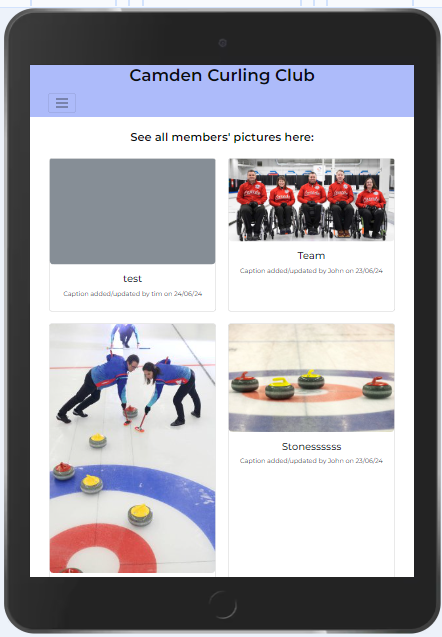 Camden Curling Club
See all members' pictures here:
test
Caption added/updated by tim on 24/06/24
Team
Caption added/updated by John on 23/06/24
Stonessssss
Caption added/updated by John on 23/06/24